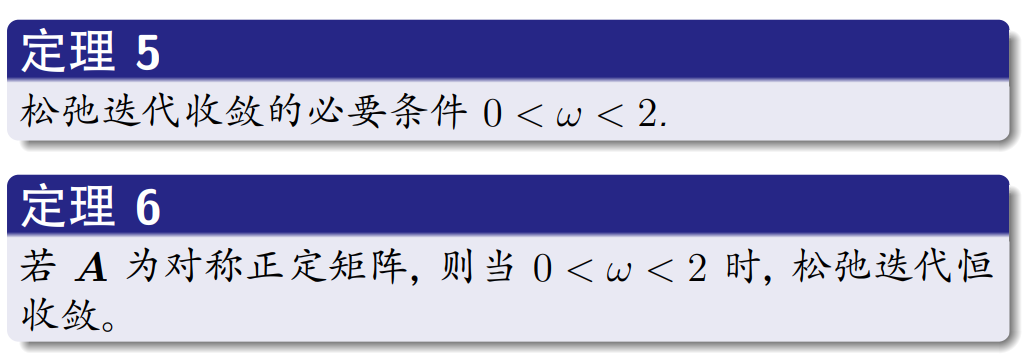 定理 5
松弛迭代收敛的必要条件 0 < ω < 2.
定理 6
若 A 为对称正定矩阵, 则当 0 < ω < 2 时, 松弛迭代恒
收敛。